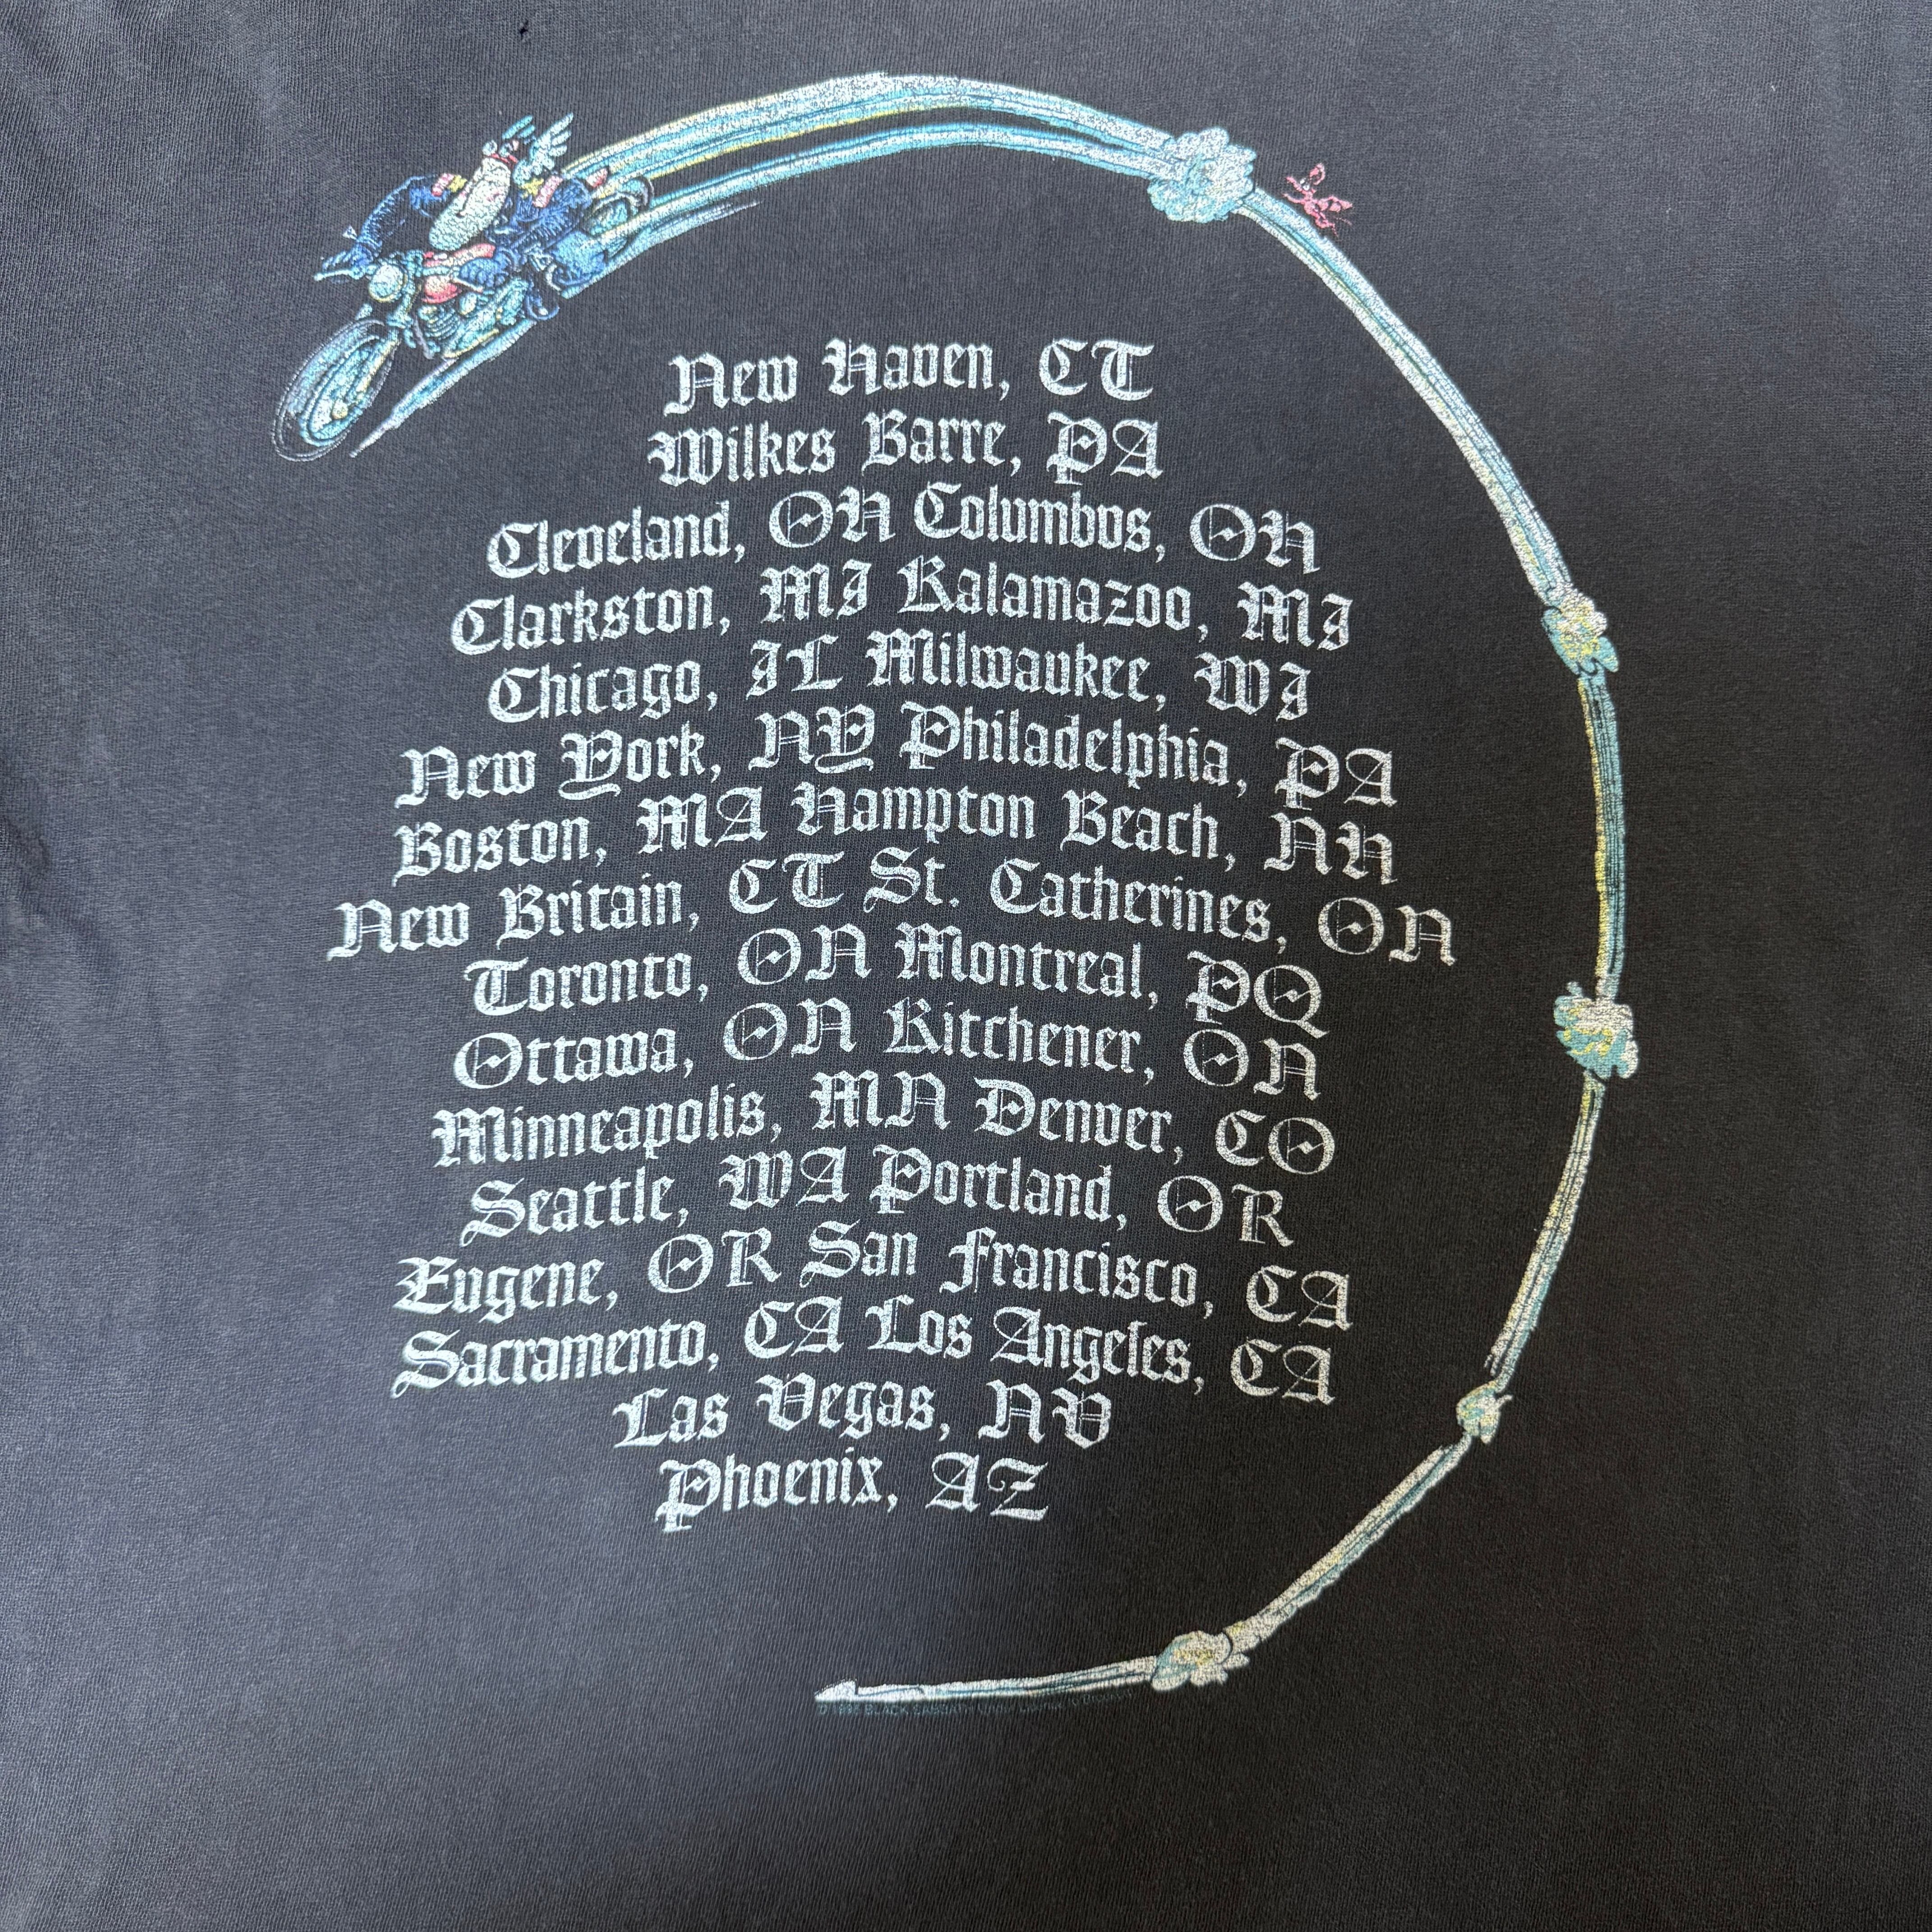 New Haven, CT
Wilkes Barre, PA
Cleveland, OH Columbus, OH
Clarkston, MI Kalamazoo, MI
Chicago, IL Milwaukee, WI
New York, NY Philadelphia, PA
Boston, MA Hampton Beach, NH
New Britain, CT St. Catherines, ON
Toronto, ON Montreal, PQ
Ottawa, ON Kitchener, ON
Minneapolis, MN Denver, CO
Seattle, WA Portland, OR
Eugene, OR San Francisco, CA
Sacramento, CA Los Angeles, CA
Las Vegas, NV
Phoenix, AZ
BLACK SABBATH